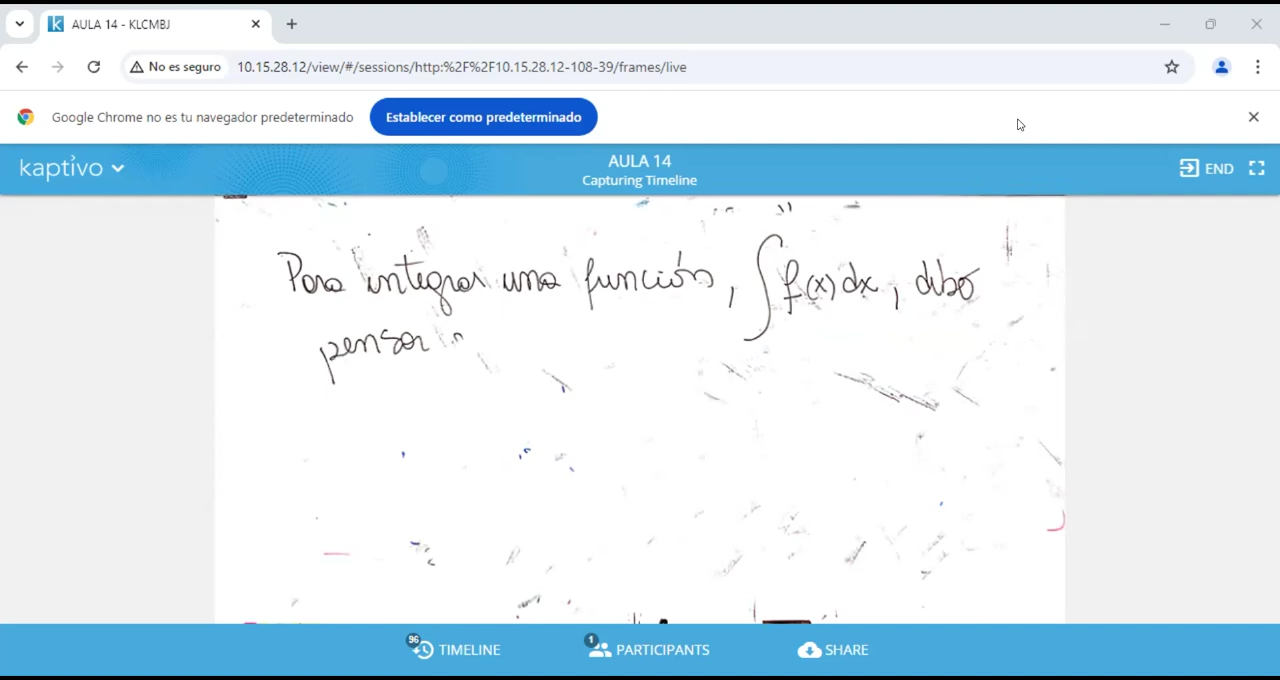 AULA 14 - KLCMBJ
No es seguro
10.15.28.12/view/#/sessions/http:%2F%2F10.15.28.12-108-39/frames/live
Google Chrome no es tu navegador predeterminado
Establecer como predeterminado
kaptivo
AULA 14
Capturing Timeline
END
Para integrar una función, ∫ f(x) dx, debo
pensar
96
TIMELINE
1
PARTICIPANTS
SHARE